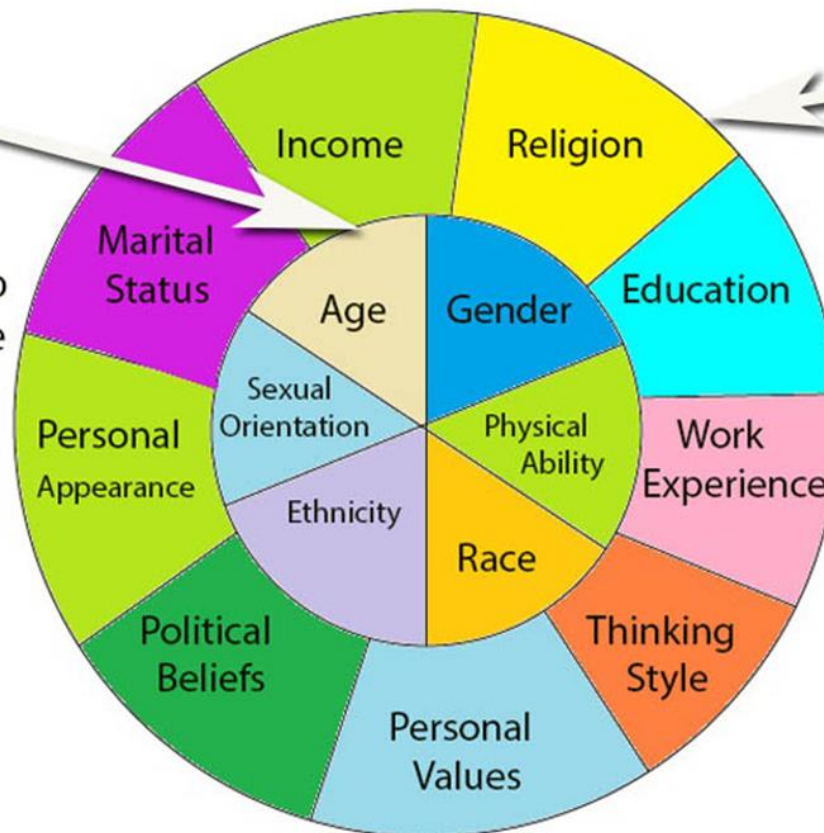 Income
Religion
Marital
Status
Education
Age
Gender
Sexual
Orientation
Physical
Ability
Personal
Appearance
Work
Experience
Ethnicity
Race
Political
Beliefs
Thinking
Style
Personal
Values